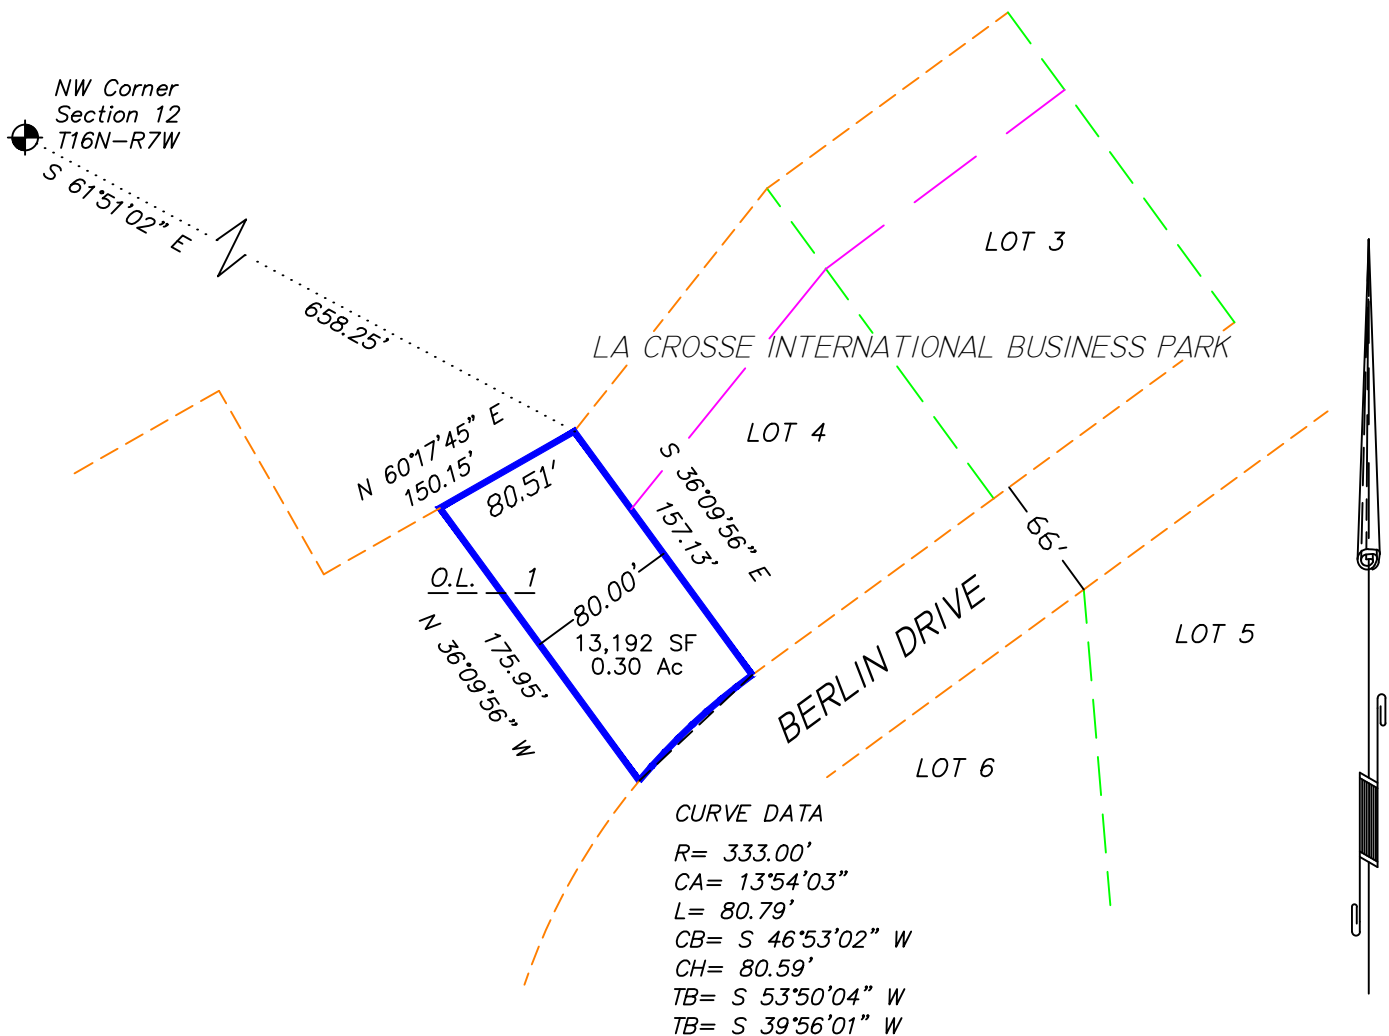 NW Corner
Section 12
T16N-R7W
S 61°51'02" E
658.25'
LOT 3
LA CROSSE INTERNATIONAL BUSINESS PARK
N 60°17'45" E
150.15'
80.51'
LOT 4
S 36°09'56" E
157.13'
66'
O.L. 1
80.00'
13,192 SF
0.30 Ac
N 36°09'56" W
175.95'
BERLIN DRIVE
LOT 5
LOT 6
CURVE DATA
R= 333.00'
CA= 13°54'03"
L= 80.79'
CB= S 46°53'02" W
CH= 80.59'
TB= S 53°50'04" W
TB= S 39°56'01" W